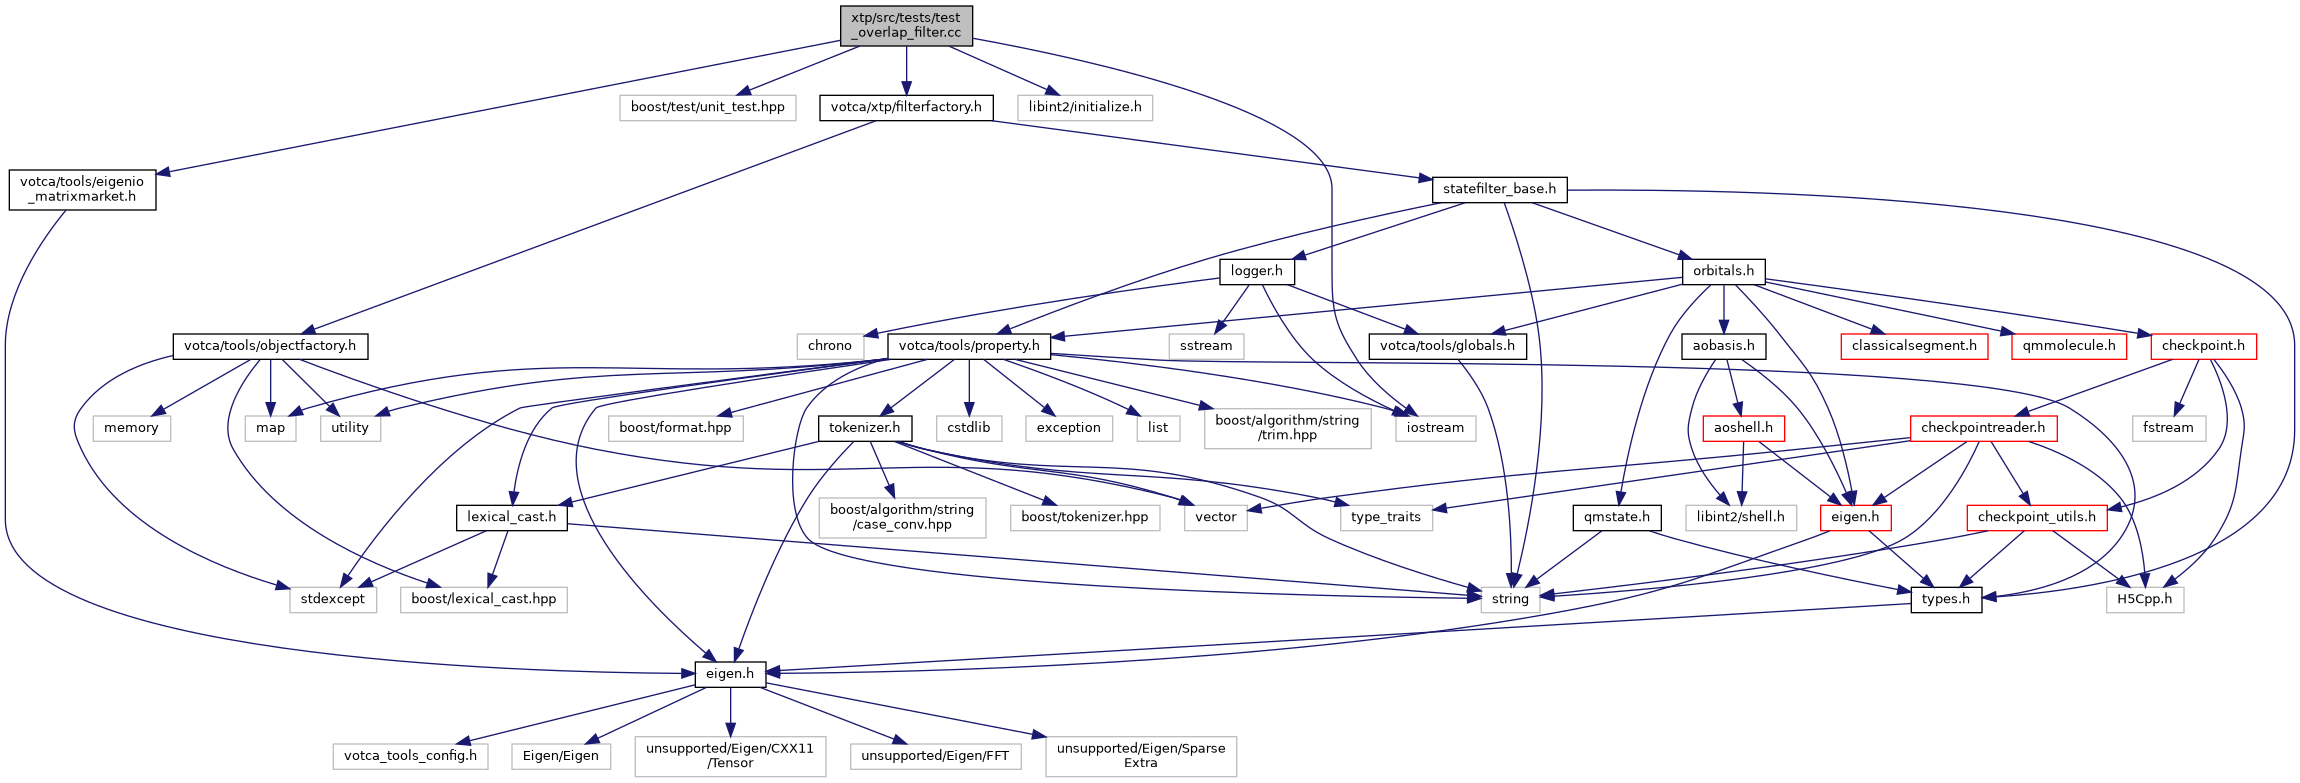 xtp/src/tests/test
_overlap_filter.cc
boost/test/unit_test.hpp
votca/xtp/filterfactory.h
libint2/initialize.h
votca/tools/eigenio
_matrixmarket.h
statefilter_base.h
logger.h
orbitals.h
votca/tools/objectfactory.h
chrono
votca/tools/property.h
sstream
votca/tools/globals.h
aobasis.h
classicalsegment.h
qmmolecule.h
checkpoint.h
memory
map
utility
boost/format.hpp
tokenizer.h
cstdlib
exception
list
boost/algorithm/string
/trim.hpp
iostream
aoshell.h
checkpointreader.h
fstream
lexical_cast.h
boost/algorithm/string
/case_conv.hpp
boost/tokenizer.hpp
vector
type_traits
qmstate.h
libint2/shell.h
eigen.h
checkpoint_utils.h
stdexcept
boost/lexical_cast.hpp
string
types.h
H5Cpp.h
eigen.h
votca_tools_config.h
Eigen/Eigen
unsupported/Eigen/CXX11
/Tensor
unsupported/Eigen/FFT
unsupported/Eigen/Sparse
Extra